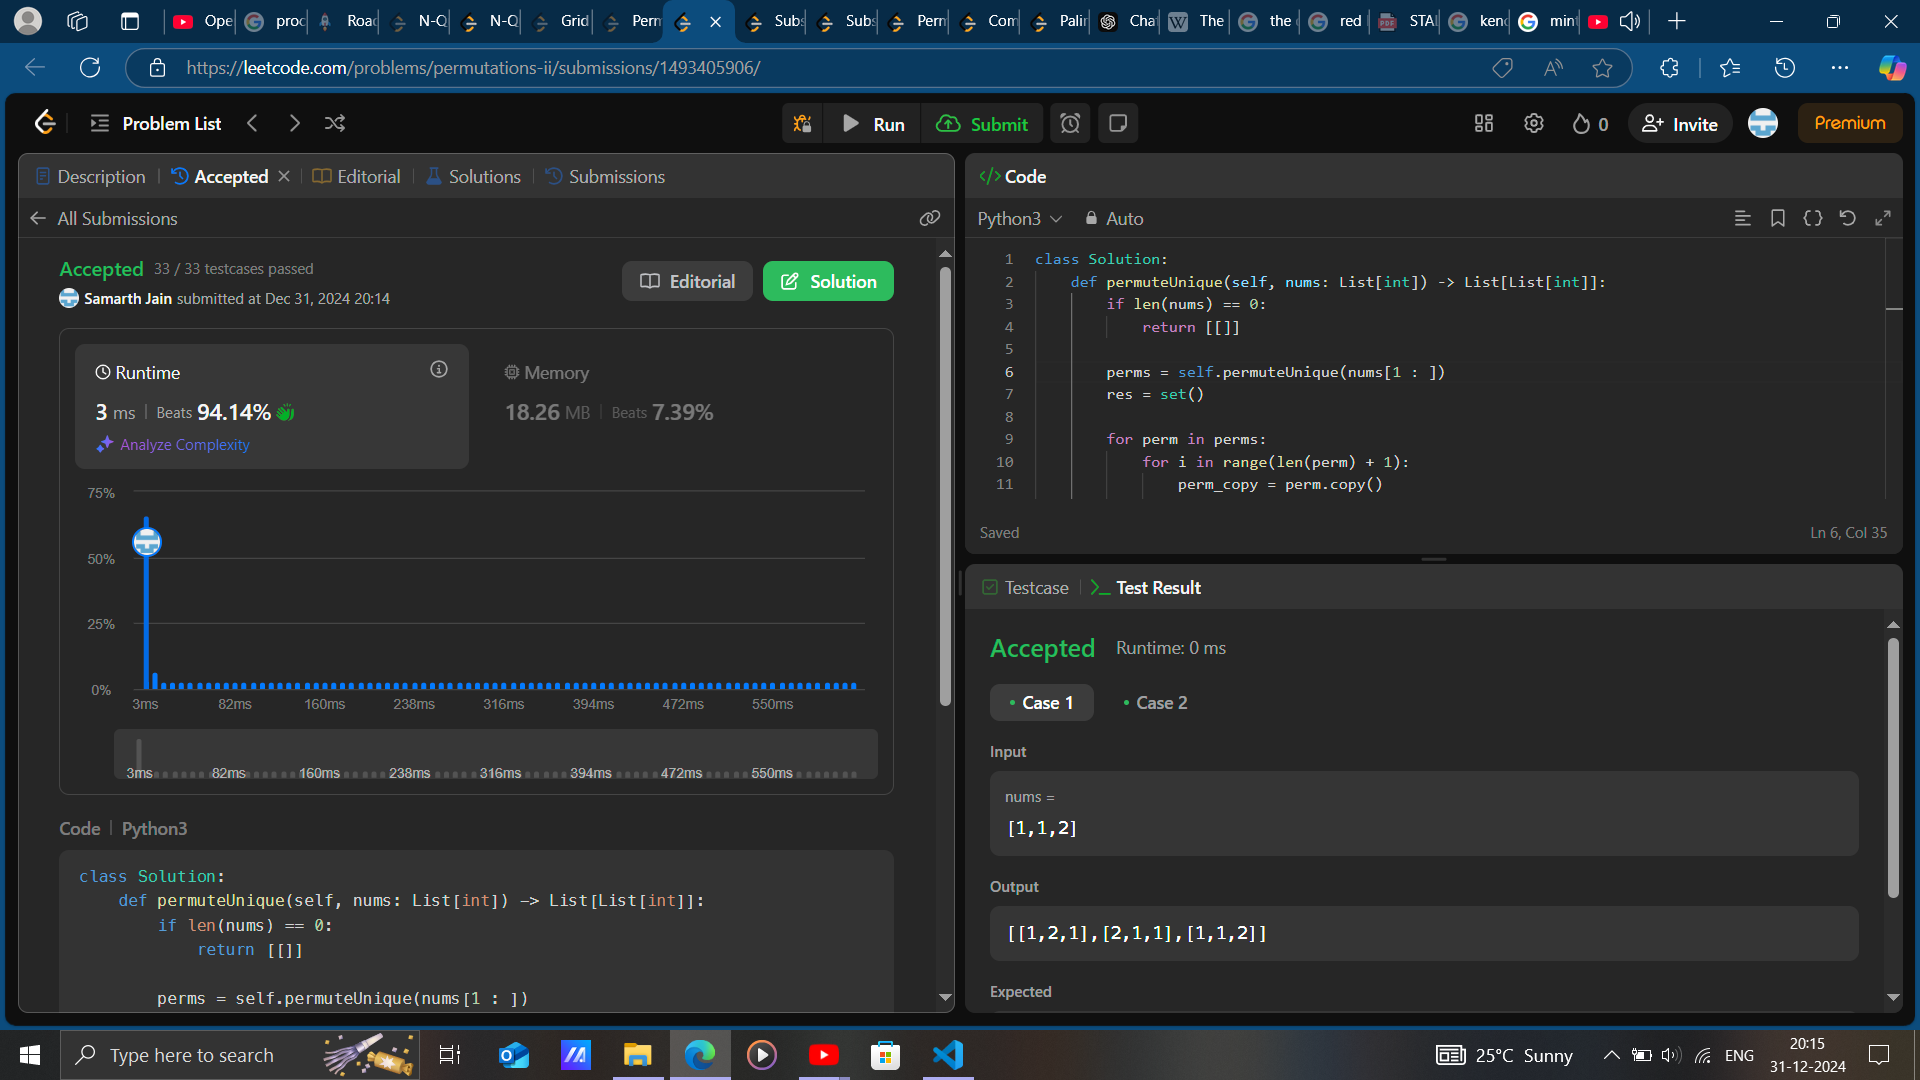 Ope
proc
Road
N-Q
N-Q
Grid
Perm
Subs
Subs
Perm
Com
Palin
Chat
The
the
red
STAI
kend
mint
https://leetcode.com/problems/permutations-ii/submissions/1493405906/
Problem List
Run
Submit
0
Invite
Premium
Description
Accepted
Editorial
Solutions
Submissions
All Submissions
Accepted 33 / 33 testcases passed
Samarth Jain submitted at Dec 31, 2024 20:14
Editorial
Solution
Runtime
3 ms Beats 94.14%
Analyze Complexity
Memory
18.26 MB Beats 7.39%
75%
50%
25%
0%
3ms 82ms 160ms 238ms 316ms 394ms 472ms 550ms
3ms 82ms 160ms 238ms 316ms 394ms 472ms 550ms
Code Python3
class Solution:
def permuteUnique(self, nums: List[int]) -> List[List[int]]:
if len(nums) == 0:
return [[]]
perms = self.permuteUnique(nums[1 : ])
</> Code
Python3
Auto
1 class Solution:
2 def permuteUnique(self, nums: List[int]) -> List[List[int]]:
3 if len(nums) == 0:
4 return [[]]
5
6 perms = self.permuteUnique(nums[1 : ])
7 res = set()
8
9 for perm in perms:
10 for i in range(len(perm) + 1):
11 perm_copy = perm.copy()
Saved
Ln 6, Col 35
Testcase
Test Result
Accepted Runtime: 0 ms
Case 1
Case 2
Input
nums =
[1,1,2]
Output
[[1,2,1],[2,1,1],[1,1,2]]
Expected
Type here to search
25°C Sunny
ENG
20:15
31-12-2024